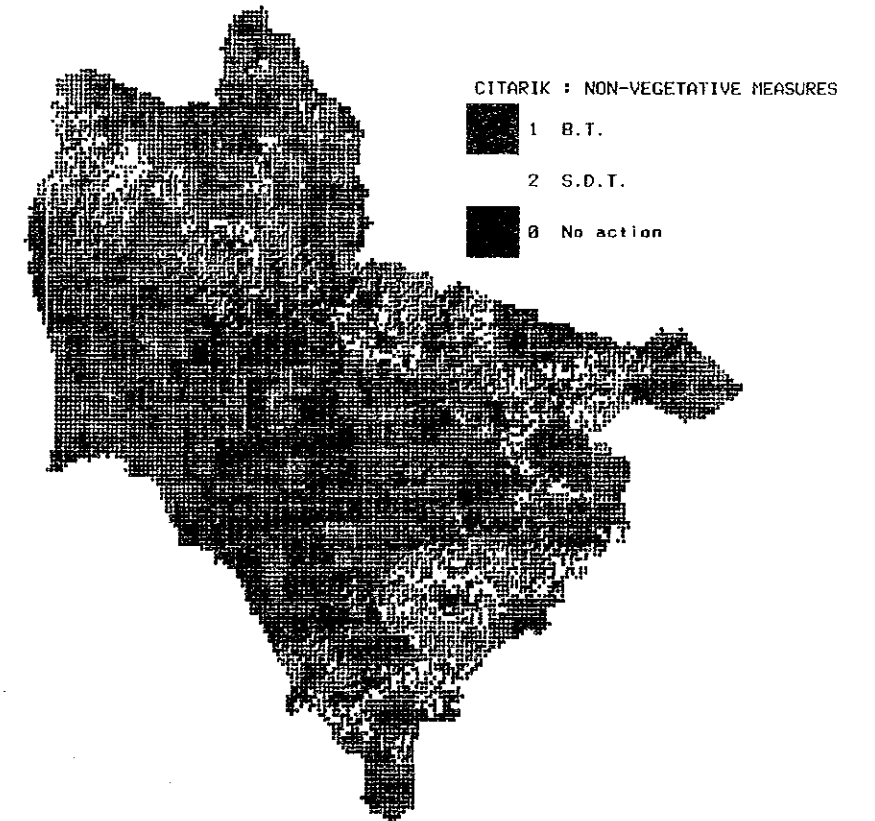 CITARIK : NON-VEGETATIVE MEASURES
1 B.T.
2 S.D.T.
0 No action